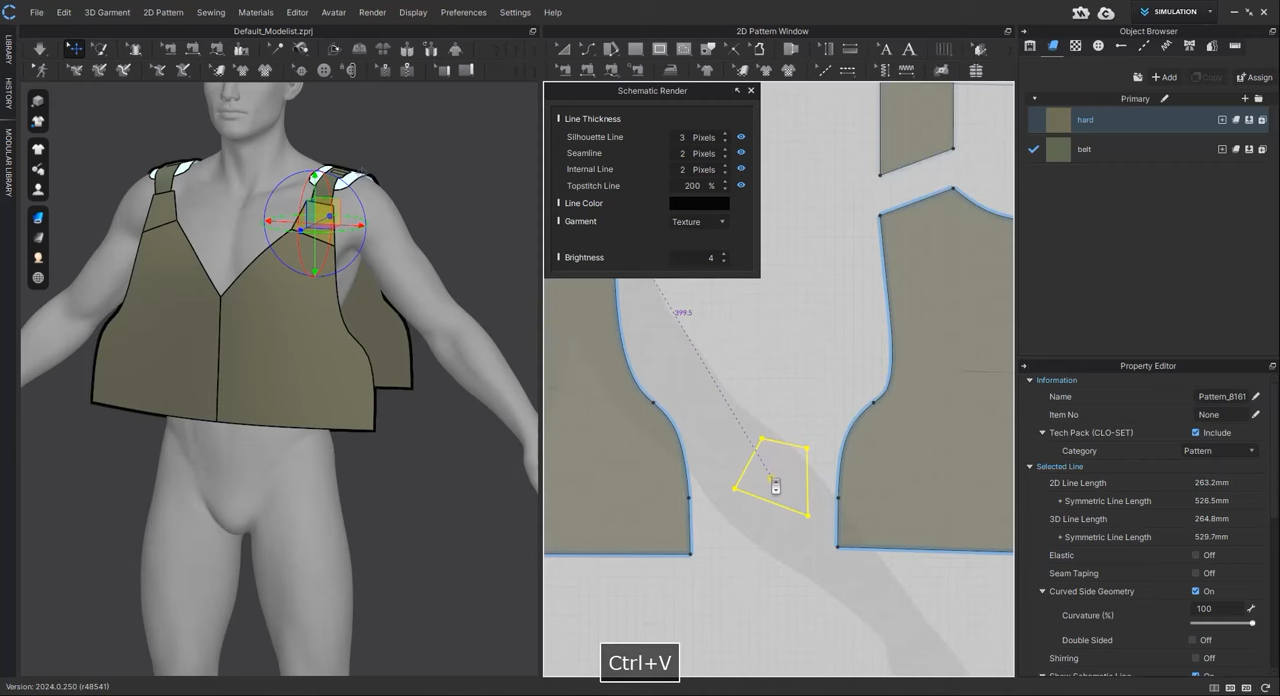 File Edit 3D Garment 2D Pattern Sewing Materials Editor Avatar Render Display Preferences Settings Help
SIMULATION
LIBRARY
HISTORY
MODULAR LIBRARY
Default_Modelist.zprj
2D Pattern Window
Object Browser
A A
Add Copy Assign
Primary
hard
belt
Schematic Render
Line Thickness
Silhouette Line 3 Pixels
Seamline 2 Pixels
Internal Line 2 Pixels
Topstitch Line 200 %
Line Color
Garment Texture
Brightness 4
399.5
Property Editor
Information
Name Pattern_8161
Item No None
Tech Pack (CLO-SET) Include
Category Pattern
Selected Line
2D Line Length 263.2mm
+ Symmetric Line Length 526.5mm
3D Line Length 264.8mm
+ Symmetric Line Length 529.7mm
Elastic Off
Seam Taping Off
Curved Side Geometry On
Curvature (%) 100
Double Sided Off
Shirring Off
Show Schematic Line On
Ctrl+V
Version: 2024.0.250 (r48541)
3D 2D